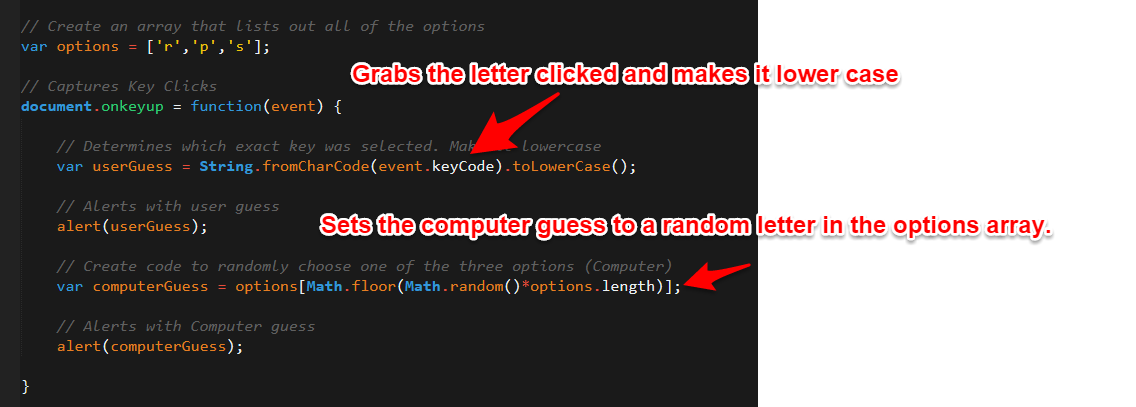 // Create an array that lists out all of the options
var options = ['r','p','s'];
Grabs the letter clicked and makes it lower case
// Captures Key Clicks
document.onkeyup = function(event) {
// Determines which exact key was selected. Mak lowercase
var userGuess = String.fromCharCode(event.keyCode).toLowerCase();
// Alerts with user guess
alert(userGuess);
Sets the computer guess to a random letter in the options array.
// Create code to randomly choose one of the three options (Computer)
var computerGuess = options[Math.floor(Math.random()*options.length)];
// Alerts with Computer guess
alert(computerGuess);
}